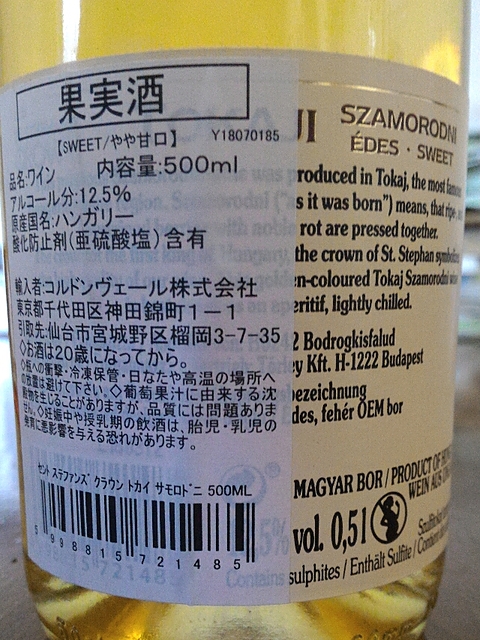 果実酒
【SWEET/やや甘口】 Y18070185
品名:ワイン 内容量:500ml
アルコール分:12.5%
原産国名:ハンガリー
酸化防止剤(亜硫酸塩)含有
輸入者:コルドンヴェール株式会社
東京都千代田区神田錦町1-1
引取先:仙台市宮城野区榴岡3-7-35
◇お酒は20歳になってから。
◇瓶への衝撃・冷凍保管・日なたや高温の場所へ
の放置は避けて下さい。◇葡萄果汁に由来する沈
殿物を生じることがありますが、品質には問題ありま
せん。◇妊娠中や授乳期の飲酒は、胎児・乳児の
発育に悪影響を与える恐れがあります。
セント ステファンズ クラウン トカイ サモロドニ 500ML
5 998815 721485
SZAMORODNI
ÉDES · SWEET
produced in Tokaj, the most
s it was born") means, that
rot are pressed together.
the crown of St. Stephan
en-coloured Tokaj Szamorodni
eritif, lightly chilled.
2 Bodrogkisfalud
Kft. H-1222 Budapest
bezeichnung
des, fehér OEM bor
MAGYAR BOR / PRODUCT OF
WEIN AUS
vol. 0,5l
sulphites / Enthält Sulfite /